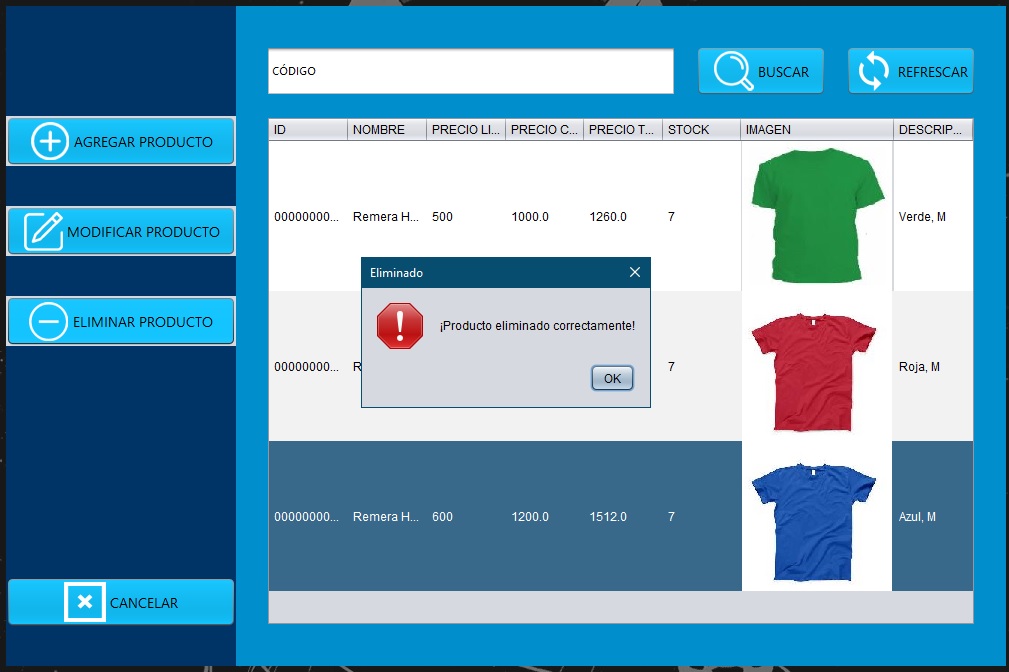 CÓDIGO
BUSCAR
REFRESCAR
AGREGAR PRODUCTO
MODIFICAR PRODUCTO
ELIMINAR PRODUCTO
CANCELAR
ID NOMBRE PRECIO LI... PRECIO C... PRECIO T... STOCK IMAGEN DESCRIP...
00000000... Remera H... 500 1000.0 1260.0 7 Verde, M
00000000... R 7 Roja, M
00000000... Remera H... 600 1200.0 1512.0 7 Azul, M
Eliminado
¡Producto eliminado correctamente!
OK